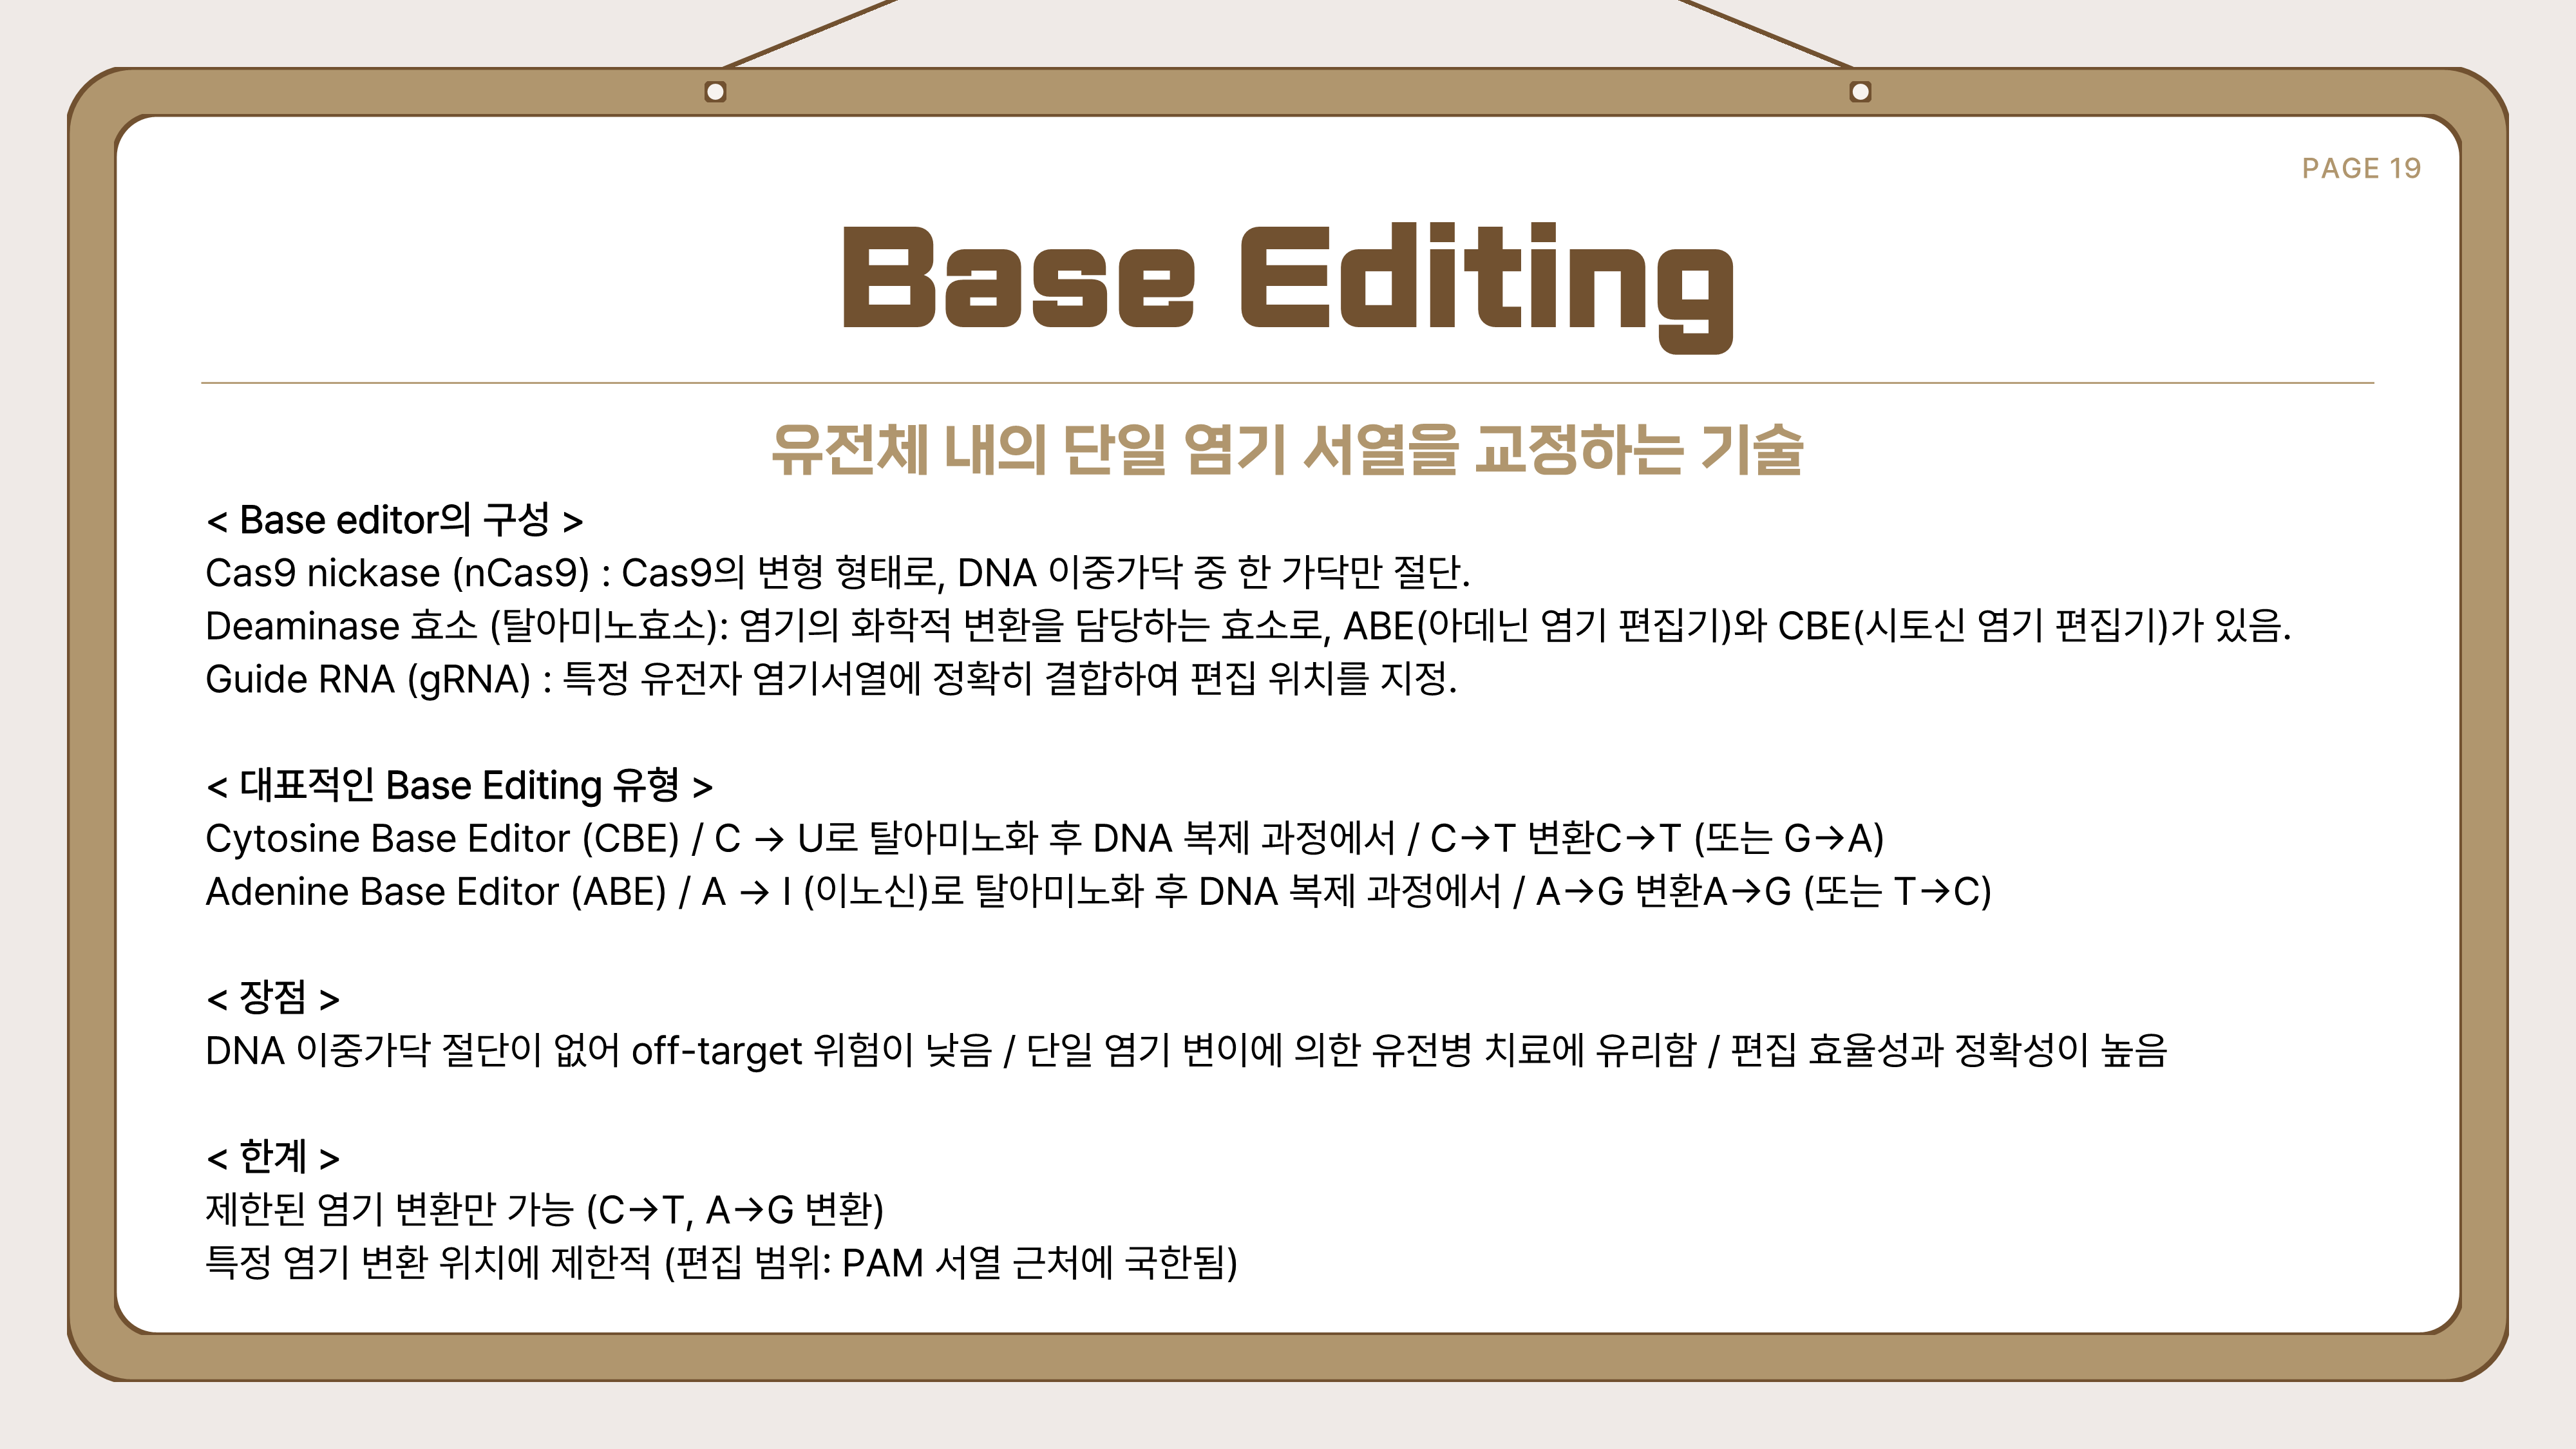 PAGE 19
Base Editing
유전체 내의 단일 염기 서열을 교정하는 기술
< Base editor의 구성 >
Cas9 nickase (nCas9) : Cas9의 변형 형태로, DNA 이중가닥 중 한 가닥만 절단.
Deaminase 효소 (탈아미노효소): 염기의 화학적 변환을 담당하는 효소로, ABE(아데닌 염기 편집기)와 CBE(시토신 염기 편집기)가 있음.
Guide RNA (gRNA) : 특정 유전자 염기서열에 정확히 결합하여 편집 위치를 지정.
< 대표적인 Base Editing 유형 >
Cytosine Base Editor (CBE) / C → U로 탈아미노화 후 DNA 복제 과정에서 / C→T 변환C→T (또는 G→A)
Adenine Base Editor (ABE) / A → I (이노신)로 탈아미노화 후 DNA 복제 과정에서 / A→G 변환A→G (또는 T→C)
< 장점 >
DNA 이중가닥 절단이 없어 off-target 위험이 낮음 / 단일 염기 변이에 의한 유전병 치료에 유리함 / 편집 효율성과 정확성이 높음
< 한계 >
제한된 염기 변환만 가능 (C→T, A→G 변환)
특정 염기 변환 위치에 제한적 (편집 범위: PAM 서열 근처에 국한됨)